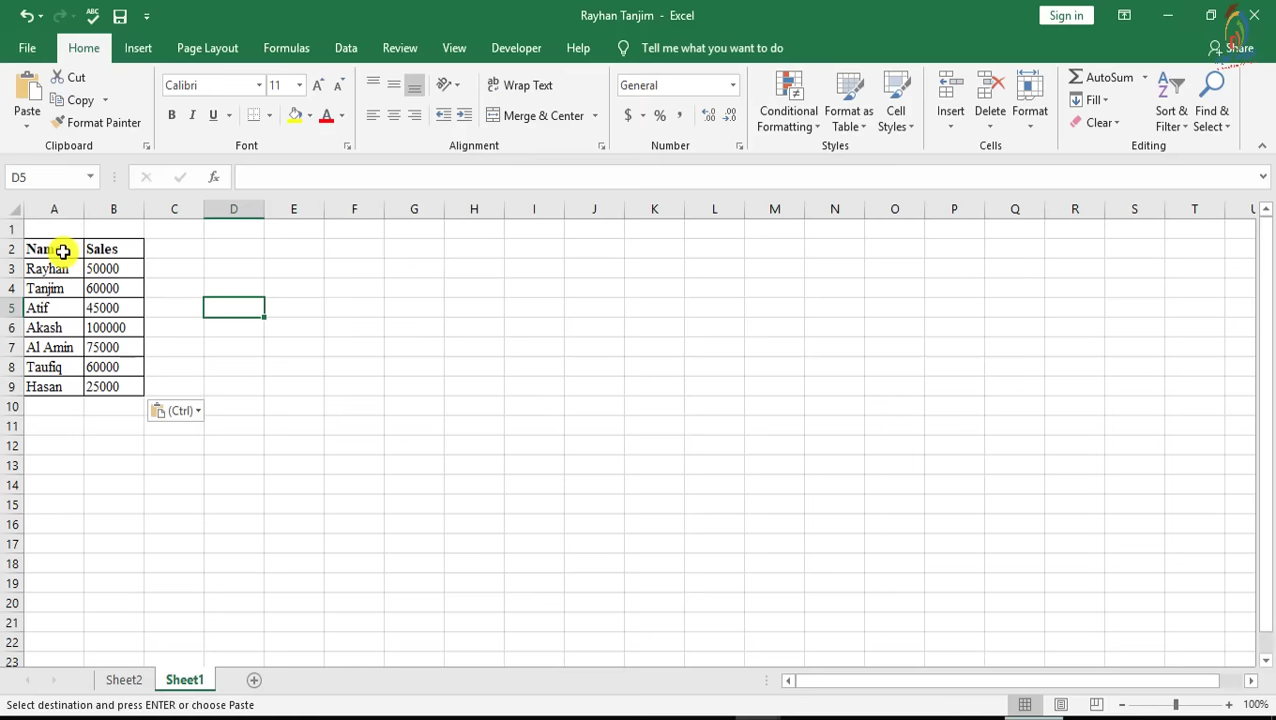 Rayhan Tanjim - Excel
Sign in
File Home Insert Page Layout Formulas Data Review View Developer Help Tell me what you want to do Share
Paste
Cut
Copy
Format Painter
Clipboard
Calibri 11
B I U
Font
Wrap Text
Merge & Center
Alignment
General
$ % ,
Number
Conditional Formatting
Format as Table
Cell Styles
Styles
Insert
Delete
Format
Cells
AutoSum
Fill
Clear
Sort & Filter
Find & Select
Editing
D5 fx
A B C D E F G H I J K L M N O P Q R S T U
1
2 Sales
3 Rayhan 50000
4 Tanjim 60000
5 Atif 45000
6 Akash 100000
7 Al Amin 75000
8 Taufiq 60000
9 Hasan 25000
10
(Ctrl)
11
12
13
14
15
16
17
18
19
20
21
22
23
Sheet2 Sheet1
Select destination and press ENTER or choose Paste
100%